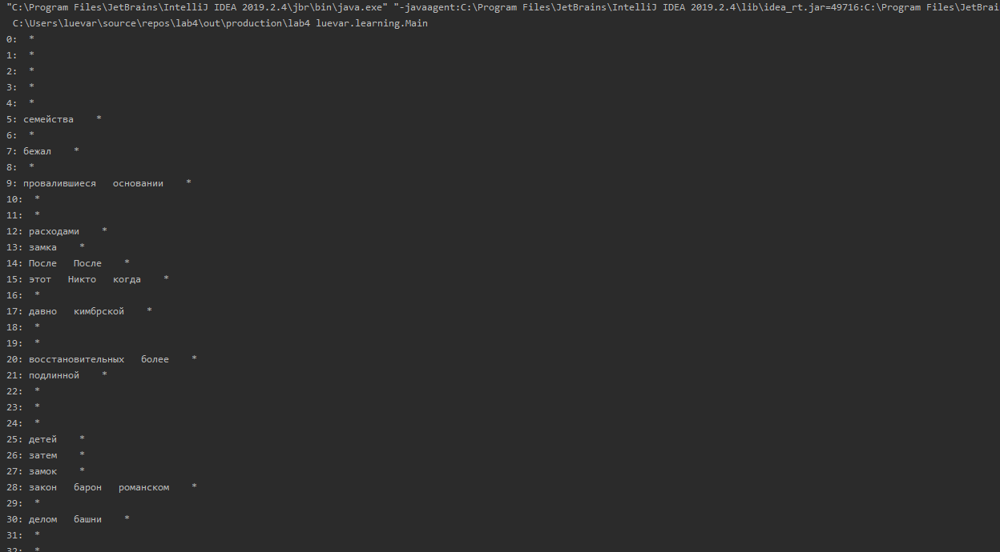 "C:\Program Files\JetBrains\IntelliJ IDEA 2019.2.4\jbr\bin\java.exe" "-javaagent:C:\Program Files\JetBrains\IntelliJ IDEA 2019.2.4\lib\idea_rt.jar=49716:C:\Program Files\JetBrai
C:\Users\luevar\source\repos\lab4\out\production\lab4 luevar.learning.Main
0: *
1: *
2: *
3: *
4: *
5: семейства *
6: *
7: бежал *
8: *
9: провалившиеся основании *
10: *
11: *
12: расходами *
13: замка *
14: После После *
15: этот Никто когда *
16: *
17: давно кимбрской *
18: *
19: *
20: восстановительных более *
21: подлинной *
22: *
23: *
24: *
25: детей *
26: затем *
27: замок *
28: закон барон романском *
29: *
30: делом башни *
31: *
32: *